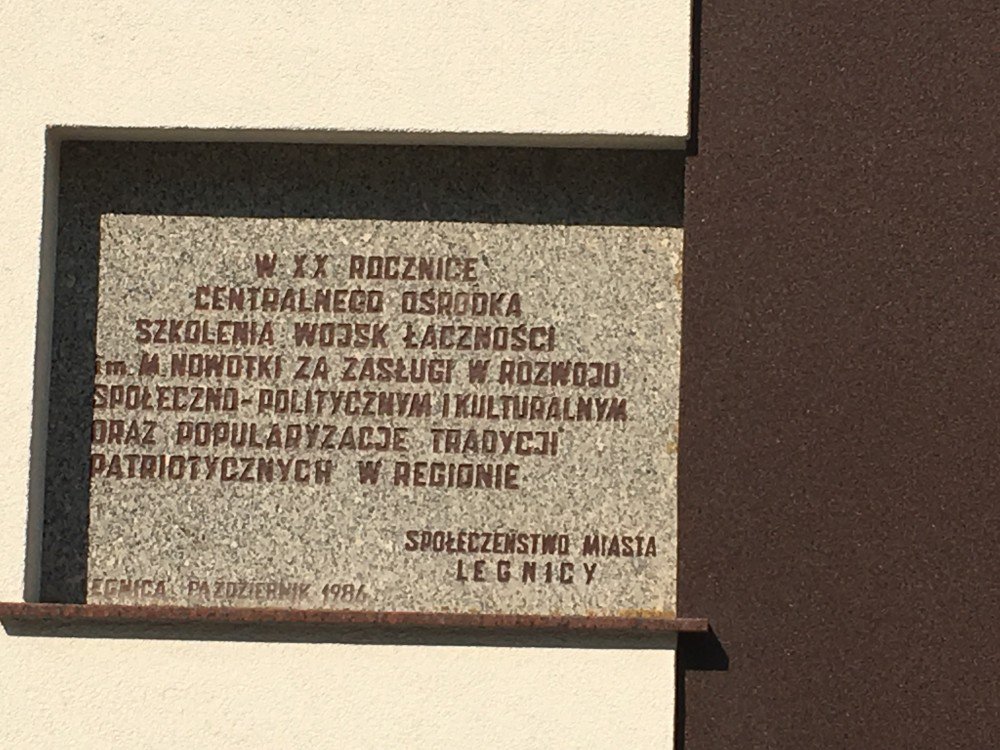 W XX ROCZNICĘ
CENTRALNEGO OŚRODKA
SZKOLENIA WOJSK ŁĄCZNOŚCI
im. M. NOWOTKI ZA ZASŁUGI W ROZWOJU
SPOŁECZNO-POLITYCZNYM I KULTURALNYM
ORAZ POPULARYZACJĘ TRADYCJI
PATRIOTYCZNYCH W REGIONIE
SPOŁECZEŃSTWO MIASTA
LEGNICY
LEGNICA PAŹDZIERNIK 1984